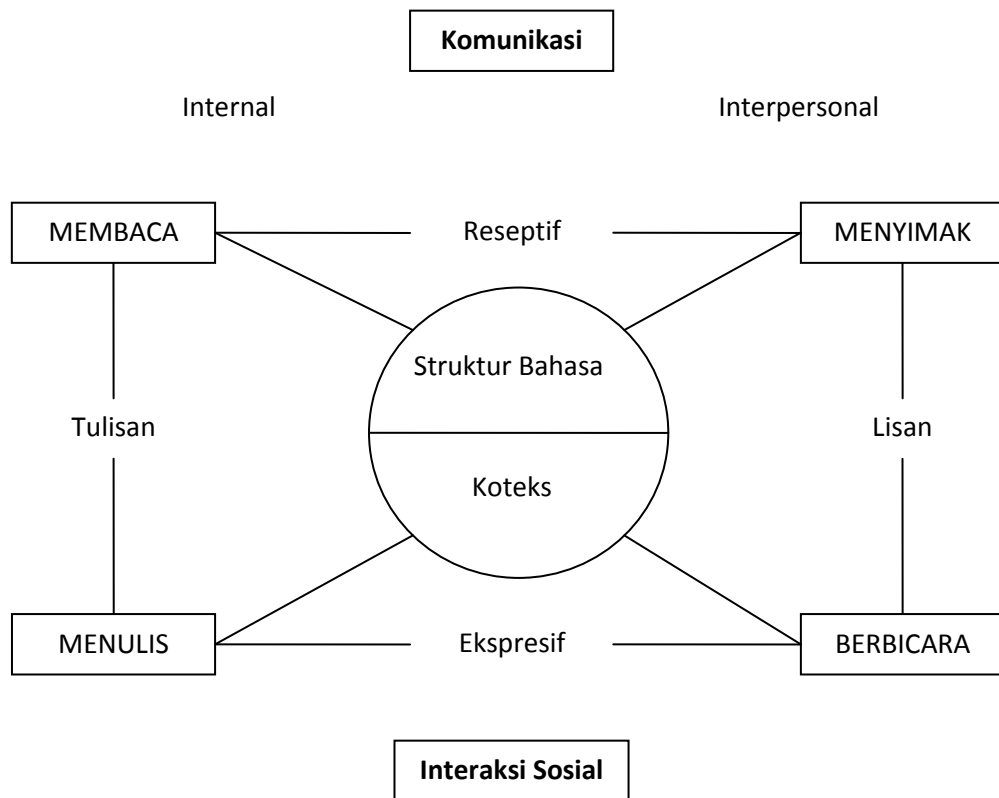 Komunikasi
Internal Interpersonal
MEMBACA Reseptif MENYIMAK
Struktur Bahasa
Tulisan Lisan
Koteks
MENULIS Ekspresif BERBICARA
Interaksi Sosial